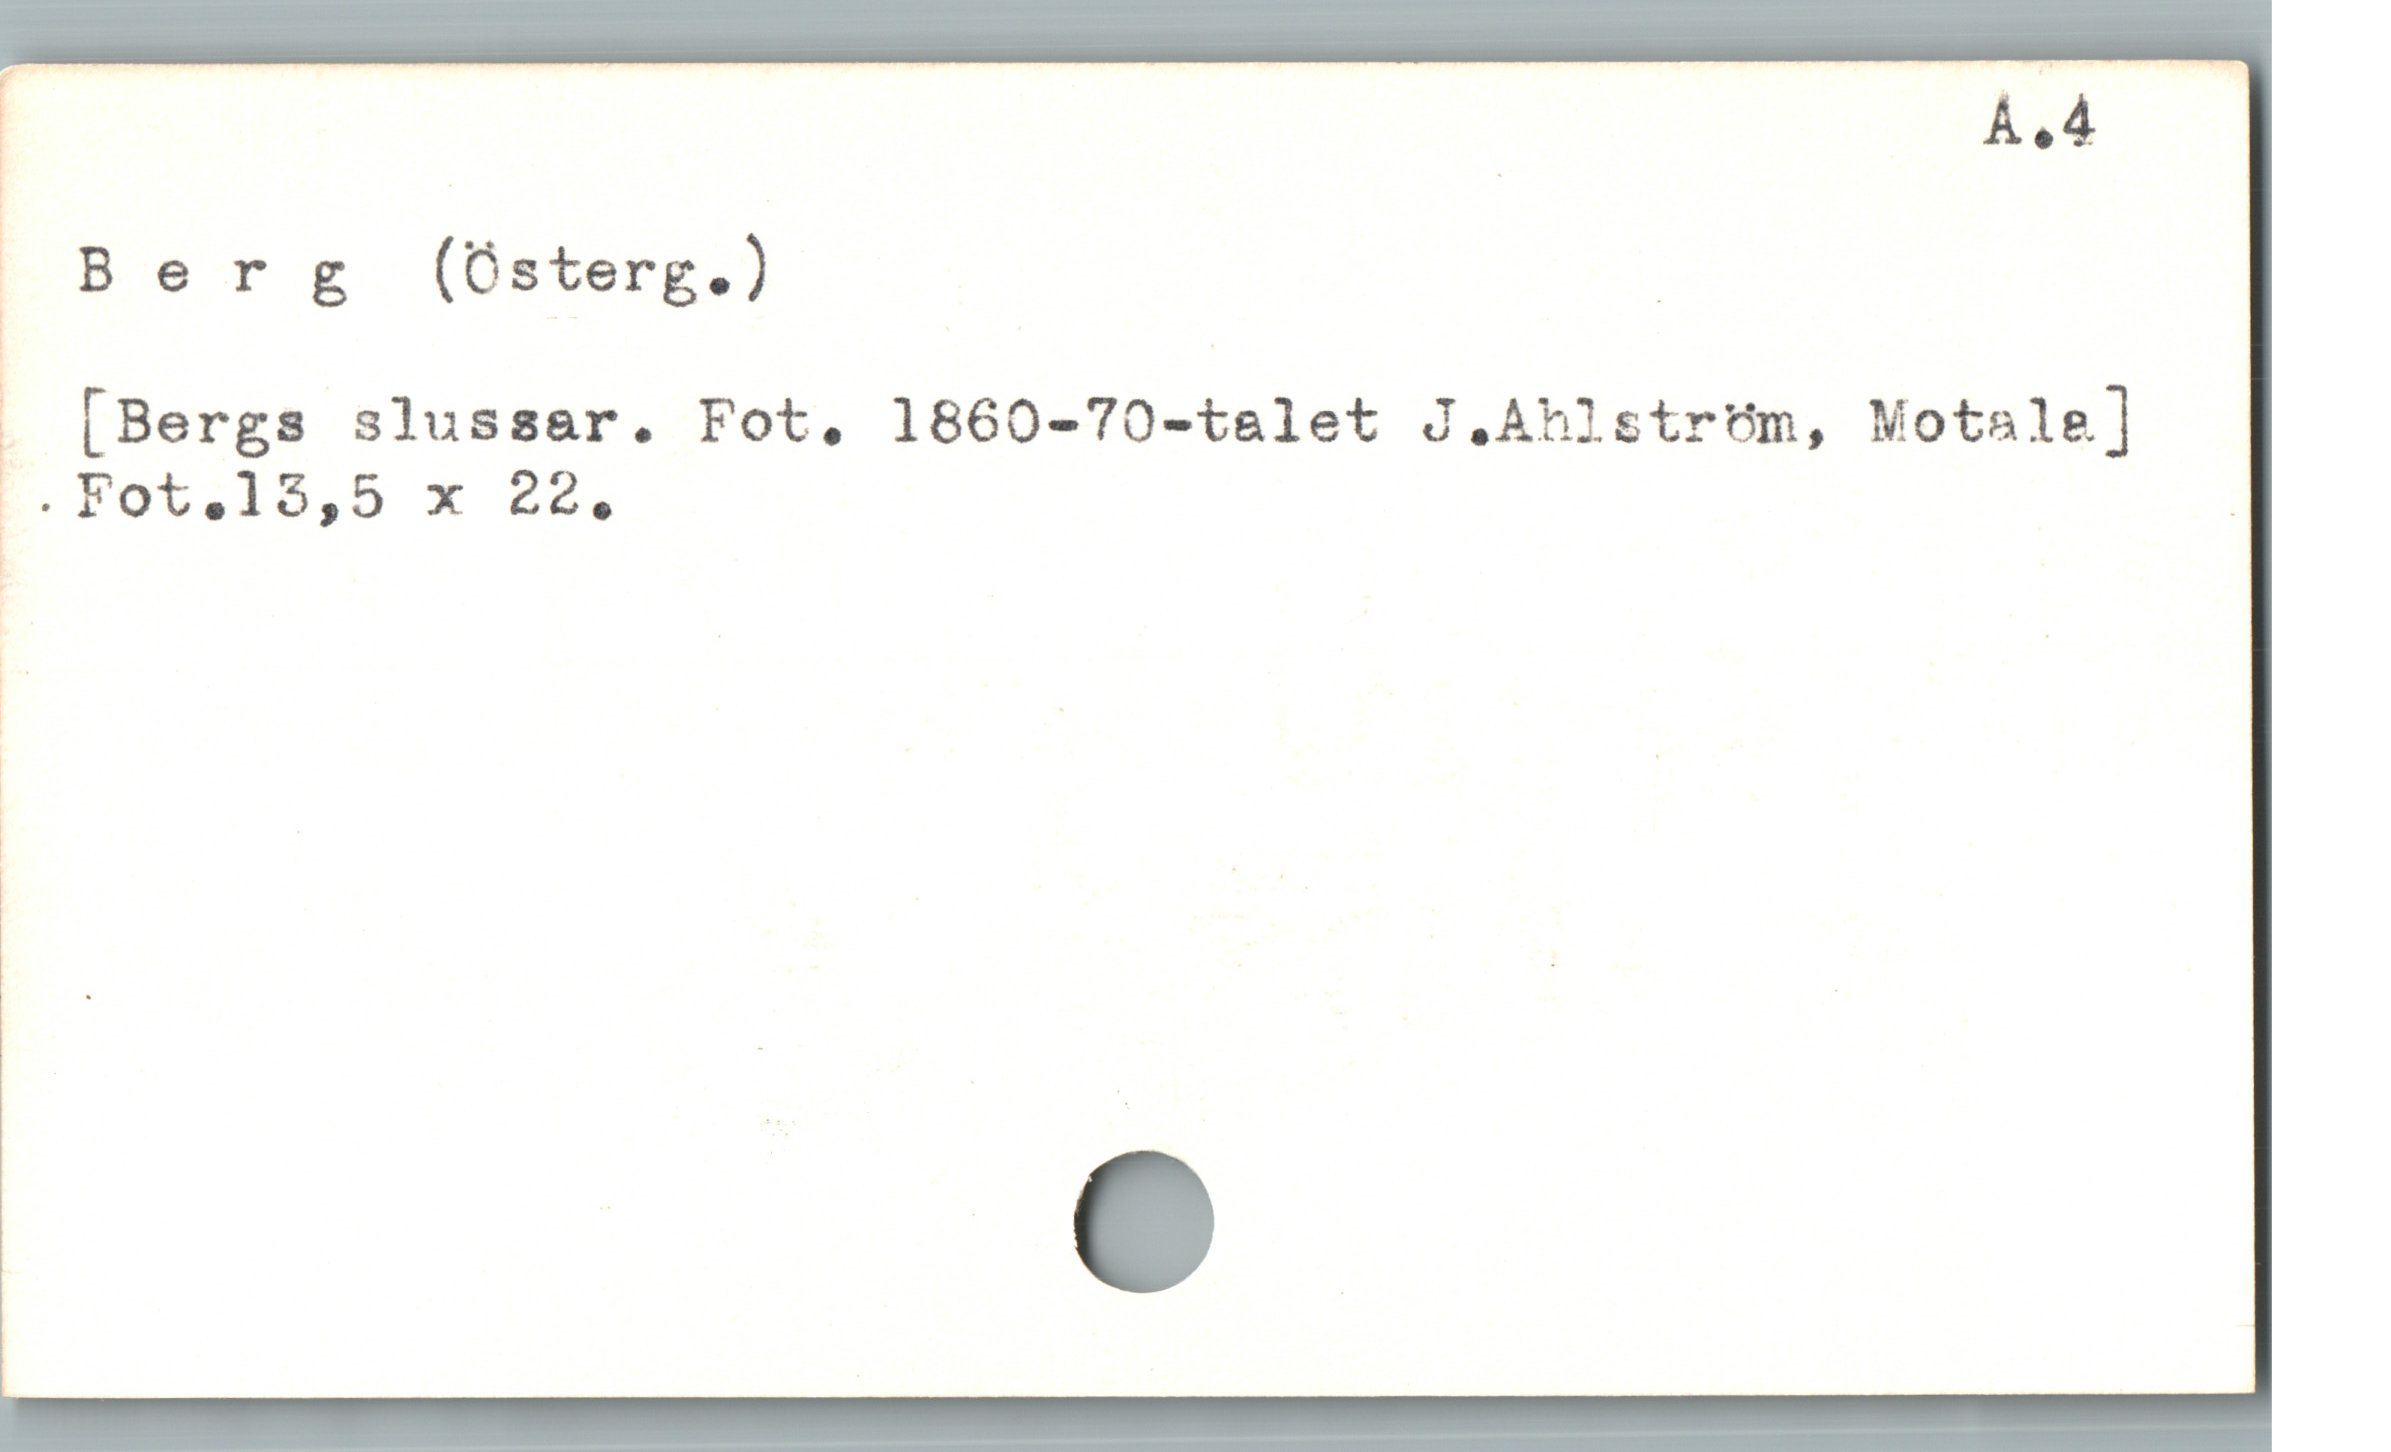 A.4
B e r g (Österg.)
[Bergs slussar. Fot. 1860-70-talet J.Ahlström, Motala]
Fot.13,5 x 22.